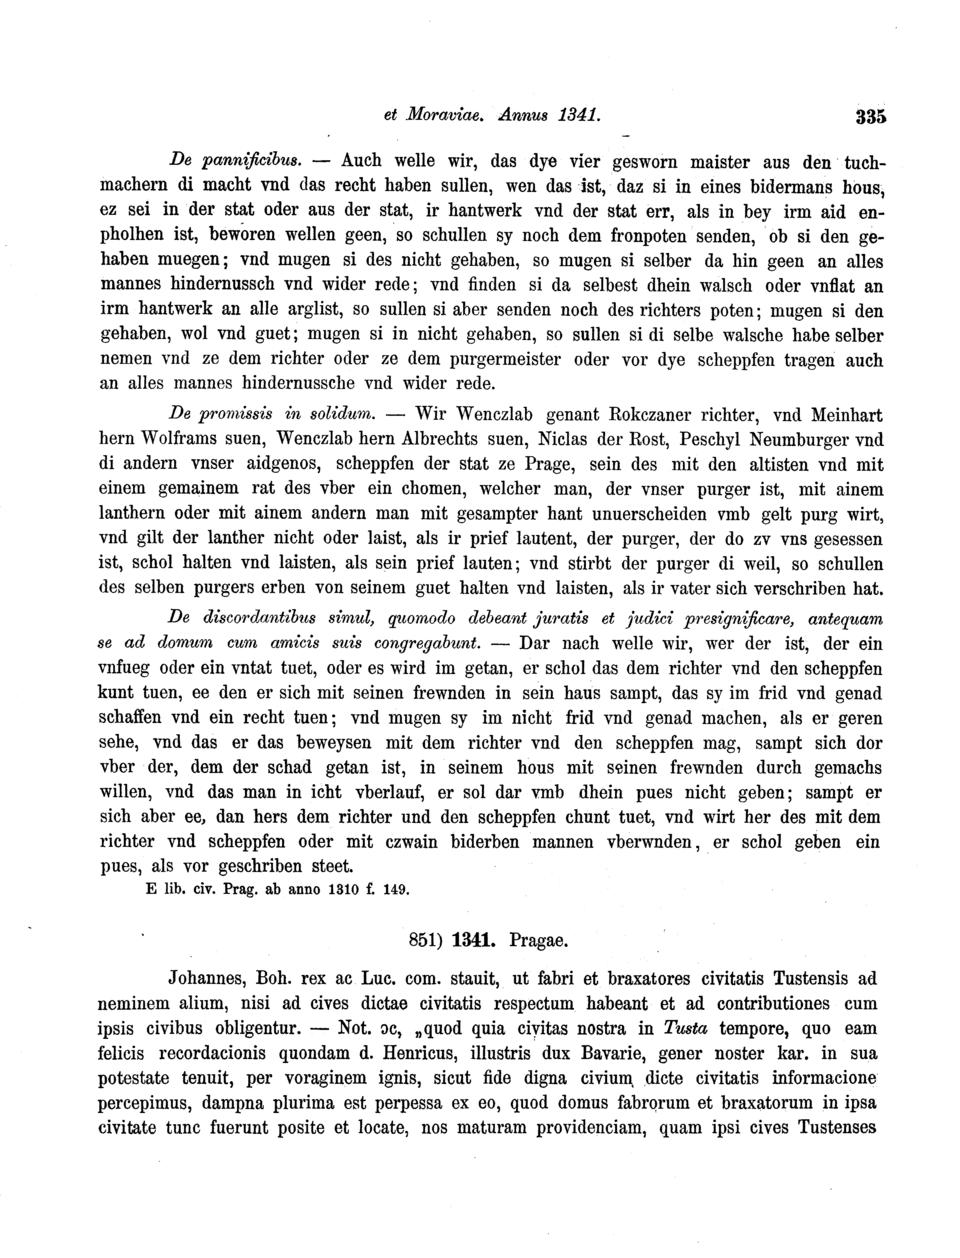 et Moraviae. Annus 1341. 335
De pannificibus. — Auch welle wir, das dye vier gesworn maister aus den tuch-
machern di macht vnd das recht haben sullen, wen das ist, daz si in eines bidermans hous,
ez sei in der stat oder aus der stat, ir hantwerk vnd der stat err, als in bey irm aid en-
pholhen ist, beworen wellen geen, so schullen sy noch dem fronpoten senden, ob si den ge-
haben muegen; vnd mugen si des nicht gehaben, so mugen si selber da hin geen an alles
mannes hindernussch vnd wider rede; vnd finden si da selbest dhein walsch oder vnflat an
irm hantwerk an alle arglist, so sullen si aber senden noch des richters poten; mugen si den
gehaben, wol vnd guet; mugen si in nicht gehaben, so sullen si di selbe walsche habe selber
nemen vnd ze dem richter oder ze dem purgermeister oder vor dye scheppfen tragen auch
an alles mannes hindernussche vnd wider rede.
De promissis in solidum. — Wir Wenczlab genant Rokczaner richter, vnd Meinhart
hern Wolframs suen, Wenczlab hern Albrechts suen, Niclas der Rost, Peschyl Neumburger vnd
di andern vnser aidgenos, scheppfen der stat ze Prage, sein des mit den altisten vnd mit
einem gemainem rat des vber ein chomen, welcher man, der vnser purger ist, mit ainem
lanthern oder mit ainem andern man mit gesampter hant unuerscheiden vmb gelt purg wirt,
vnd gilt der lanther nicht oder laist, als ir prief lautent, der purger, der do zv vns gesessen
ist, schol halten vnd laisten, als sein prief lauten; vnd stirbt der purger di weil, so schullen
des selben purgers erben von seinem guet halten vnd laisten, als ir vater sich verschriben hat.
De discordantibus simul, quomodo debeant juratis et judici presignificare, antequam
se ad domum cum amicis suis congregabunt. — Dar nach welle wir, wer der ist, der ein
vnfueg oder ein vntat tuet, oder es wird im getan, er schol das dem richter vnd den scheppfen
kunt tuen, ee den er sich mit seinen frewnden in sein haus sampt, das sy im frid vnd genad
schaffen vnd ein recht tuen; vnd mugen sy im nicht frid vnd genad machen, als er geren
sehe, vnd das er das beweysen mit dem richter vnd den scheppfen mag, sampt sich dor
vber der, dem der schad getan ist, in seinem hous mit seinen frewnden durch gemachs
willen, vnd das man in icht vberlauf, er sol dar vmb dhein pues nicht geben; sampt er
sich aber ee, dan hers dem richter und den scheppfen chunt tuet, vnd wirt her des mit dem
richter vnd scheppfen oder mit czwain biderben mannen vberwnden, er schol geben ein
pues, als vor geschriben steet.
E lib. civ. Prag. ab anno 1310 f. 149.
851) 1341. Pragae.
Johannes, Boh. rex ac Luc. com. stauit, ut fabri et braxatores civitatis Tustensis ad
neminem alium, nisi ad cives dictae civitatis respectum habeant et ad contributiones cum
ipsis civibus obligentur. — Not. ɔc, „quod quia civitas nostra in Tusta tempore, quo eam
felicis recordacionis quondam d. Henricus, illustris dux Bavarie, gener noster kar. in sua
potestate tenuit, per voraginem ignis, sicut fide digna civium dicte civitatis informacione
percepimus, dampna plurima est perpessa ex eo, quod domus fabrorum et braxatorum in ipsa
civitate tunc fuerunt posite et locate, nos maturam providenciam, quam ipsi cives Tustenses